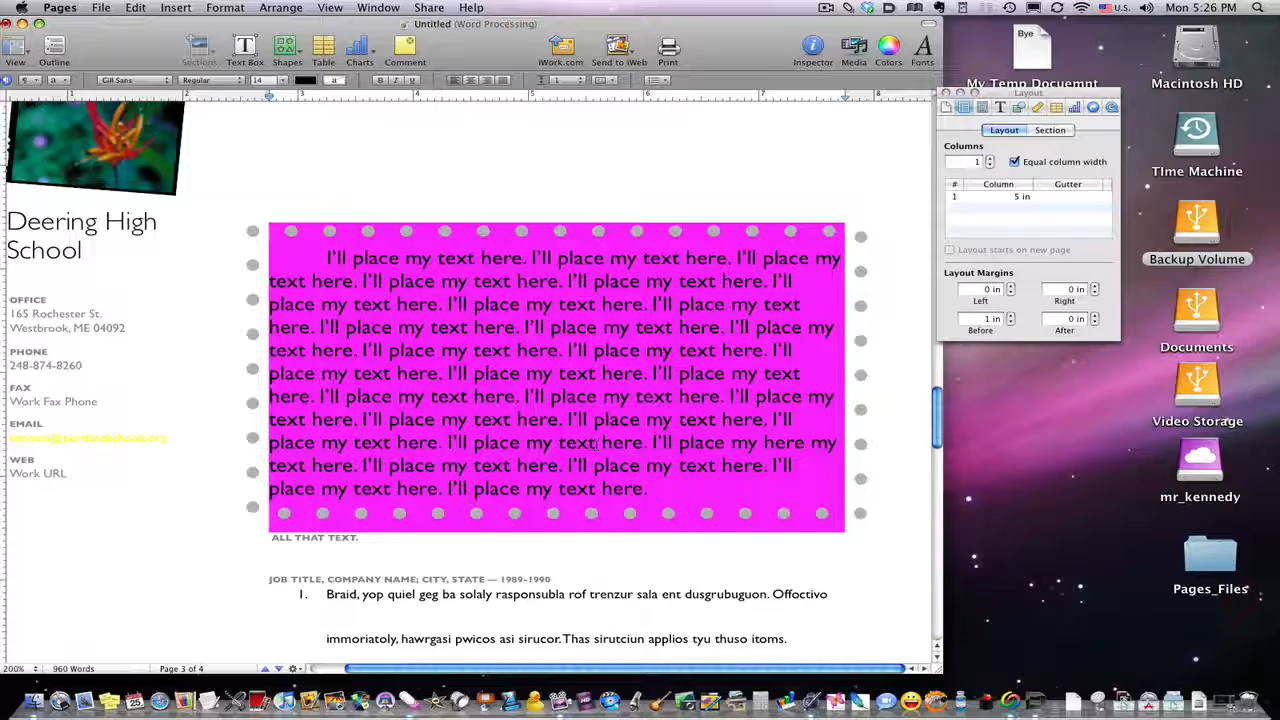 Pages File Edit Insert Format Arrange View Window Share Help
U.S. Mon 5:26 PM
Untitled (Word Processing)
View Outline Sections Text Box Shapes Table Charts Comment iWork.com Send to iWeb Print Inspector Media Colors Fonts
Gill Sans Regular 14 a B I U 1
1 2 3 4 5 6 7 8
Deering High
School
OFFICE
165 Rochester St.
Westbrook, ME 04092
PHONE
248-874-8260
FAX
Work Fax Phone
EMAIL
WEB
Work URL
I'll place my text here. I'll place my text here. I'll place my
text here. I'll place my text here. I'll place my text here. I'll
place my text here. I'll place my text here. I'll place my text
here. I'll place my text here. I'll place my text here. I'll place my
text here. I'll place my text here. I'll place my text here. I'll
place my text here. I'll place my text here. I'll place my text
here. I'll place my text here. I'll place my text here. I'll place my
text here. I'll place my text here. I'll place my text here. I'll
place my text here. I'll place my text here. I'll place my here my
text here. I'll place my text here. I'll place my text here. I'll
place my text here. I'll place my text here.
ALL THAT TEXT.
JOB TITLE, COMPANY NAME; CITY, STATE — 1989-1990
1. Braid, yop quiel geg ba solaly rasponsubla rof trenzur sala ent dusgrubuguon. Offoctivo
immoriatoly, hawrgasi pwicos asi sirucor. Thas sirutciun applios tyu thuso itoms.
200% 960 Words Page 3 of 4
Layout
Layout Section
Columns
1 Equal column width
# Column Gutter
1 5 in
Layout starts on new page
Layout Margins
0 in 0 in
Left Right
1 in 0 in
Before After
Bye
My Temp Docuemnt
Macintosh HD
TIme Machine
Backup Volume
Documents
Video Storage
mr_kennedy
Pages_Files